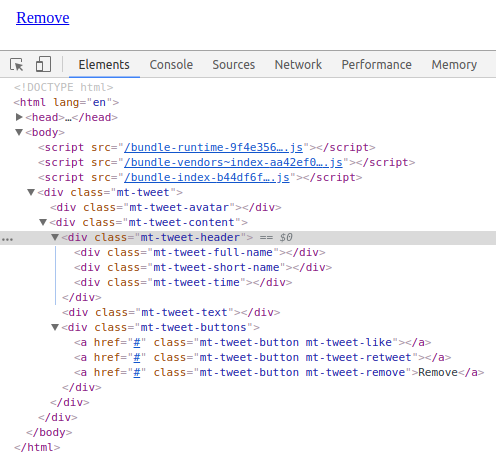 Remove
Elements Console Sources Network Performance Memory
<!DOCTYPE html>
<html lang="en">
<head>…</head>
<body>
<script src="/bundle-runtime-9f4e356….js"></script>
<script src="/bundle-vendors~index-aa42ef0….js"></script>
<script src="/bundle-index-b44df6f….js"></script>
<div class="mt-tweet">
<div class="mt-tweet-avatar"></div>
<div class="mt-tweet-content">
<div class="mt-tweet-header"> == $0
<div class="mt-tweet-full-name"></div>
<div class="mt-tweet-short-name"></div>
<div class="mt-tweet-time"></div>
</div>
<div class="mt-tweet-text"></div>
<div class="mt-tweet-buttons">
<a href="#" class="mt-tweet-button mt-tweet-like"></a>
<a href="#" class="mt-tweet-button mt-tweet-retweet"></a>
<a href="#" class="mt-tweet-button mt-tweet-remove">Remove</a>
</div>
</div>
</div>
</body>
</html>